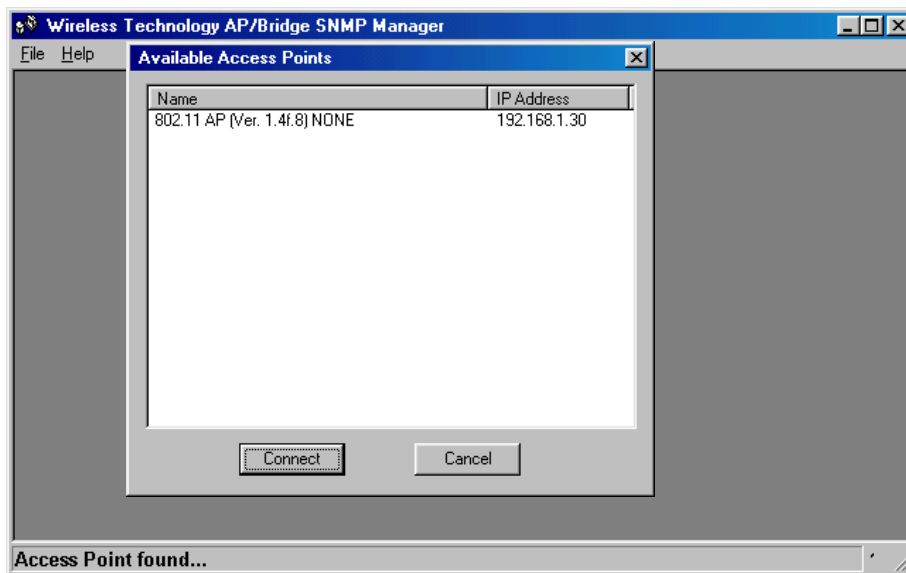 Wireless Technology AP/Bridge SNMP Manager
File Help
Available Access Points
Name IP Address
802.11 AP (Ver. 1.4f.8) NONE 192.168.1.30
Connect Cancel
Access Point found...